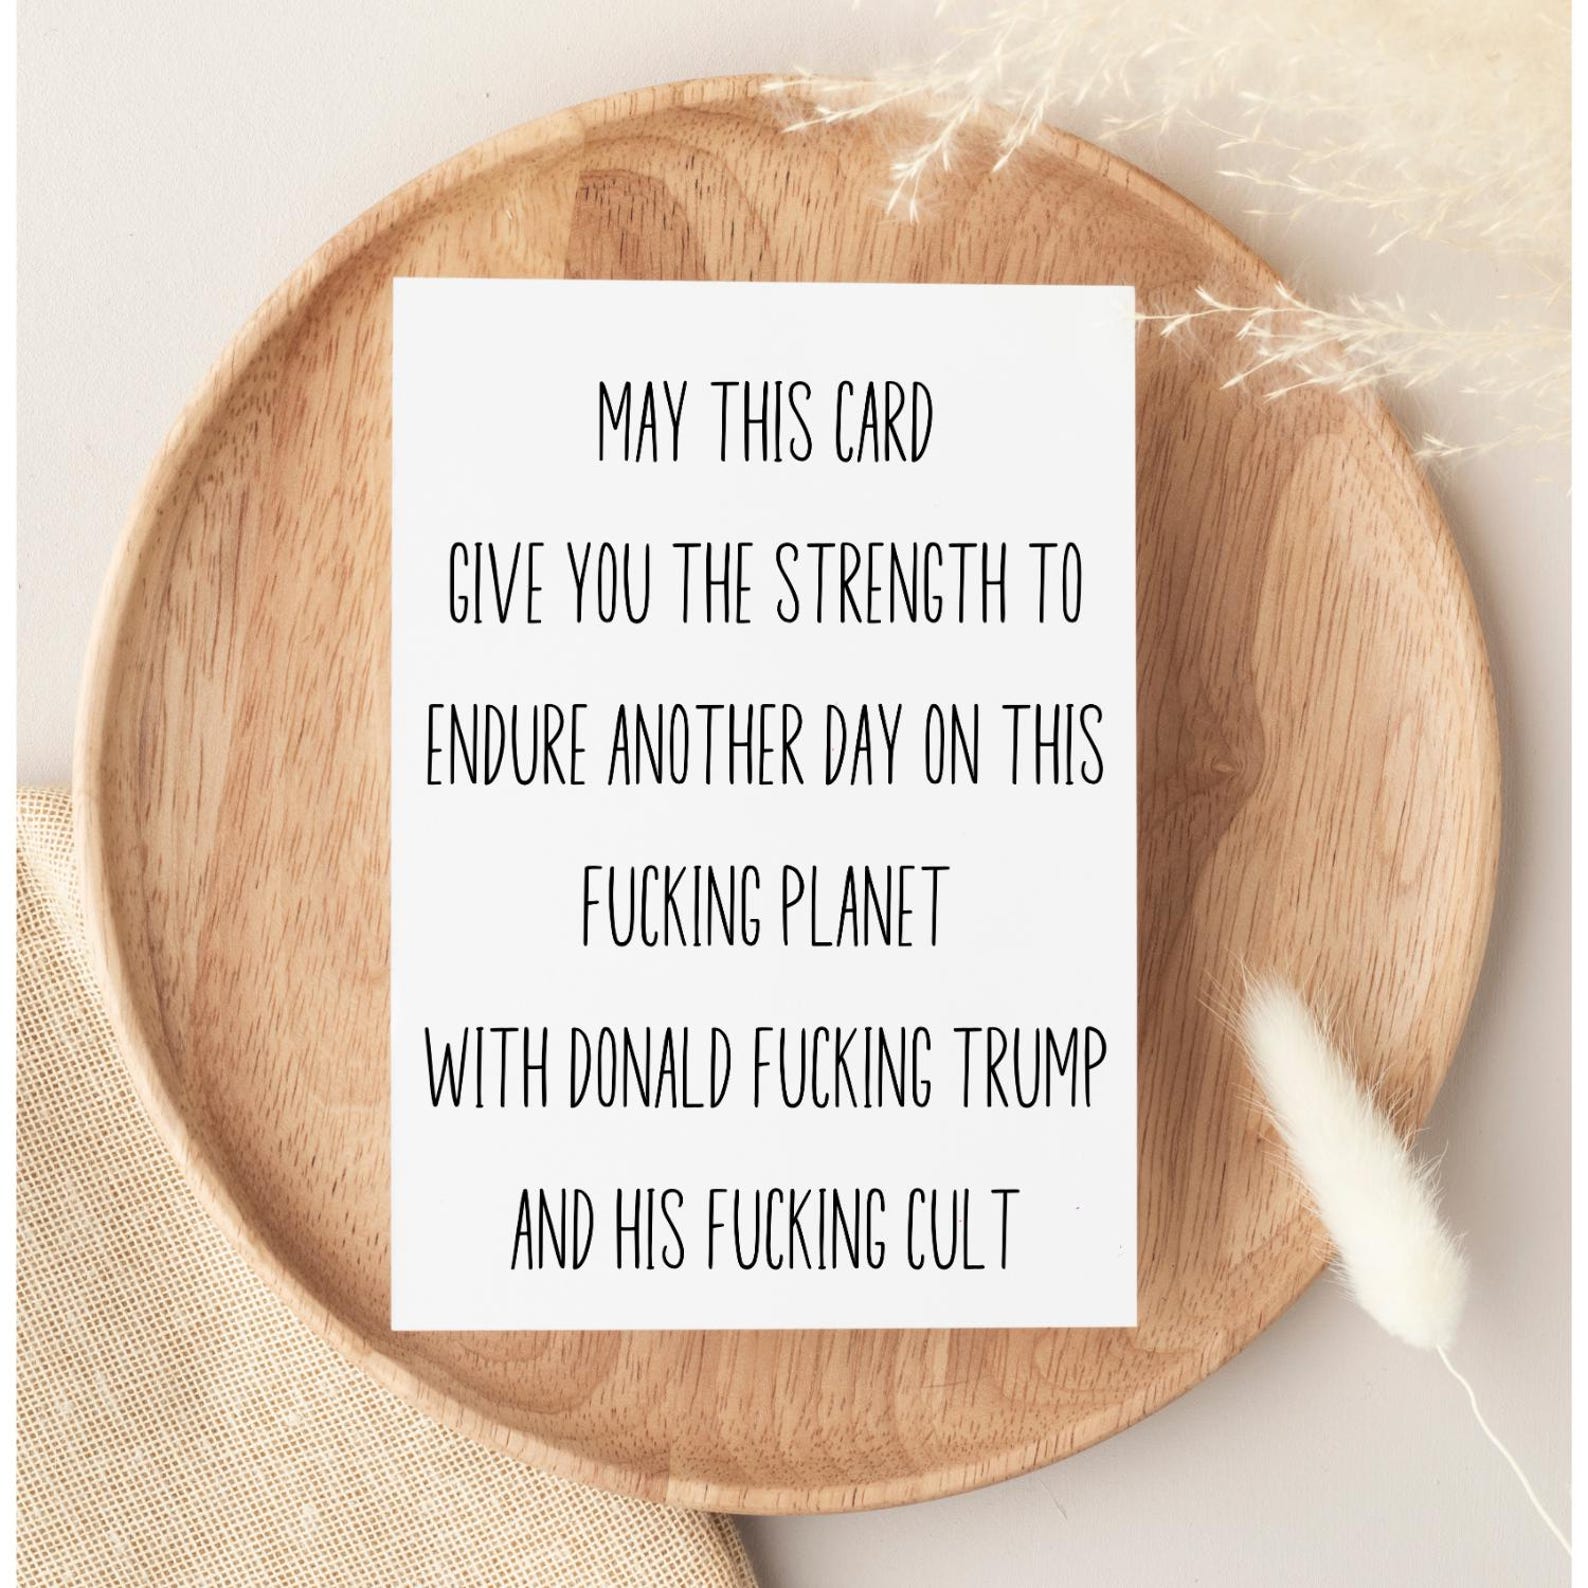 MAY THIS CARD
GIVE YOU THE STRENGTH TO
ENDURE ANOTHER DAY ON THIS
FUCKING PLANET
WITH DONALD FUCKING TRUMP
AND HIS FUCKING CULT